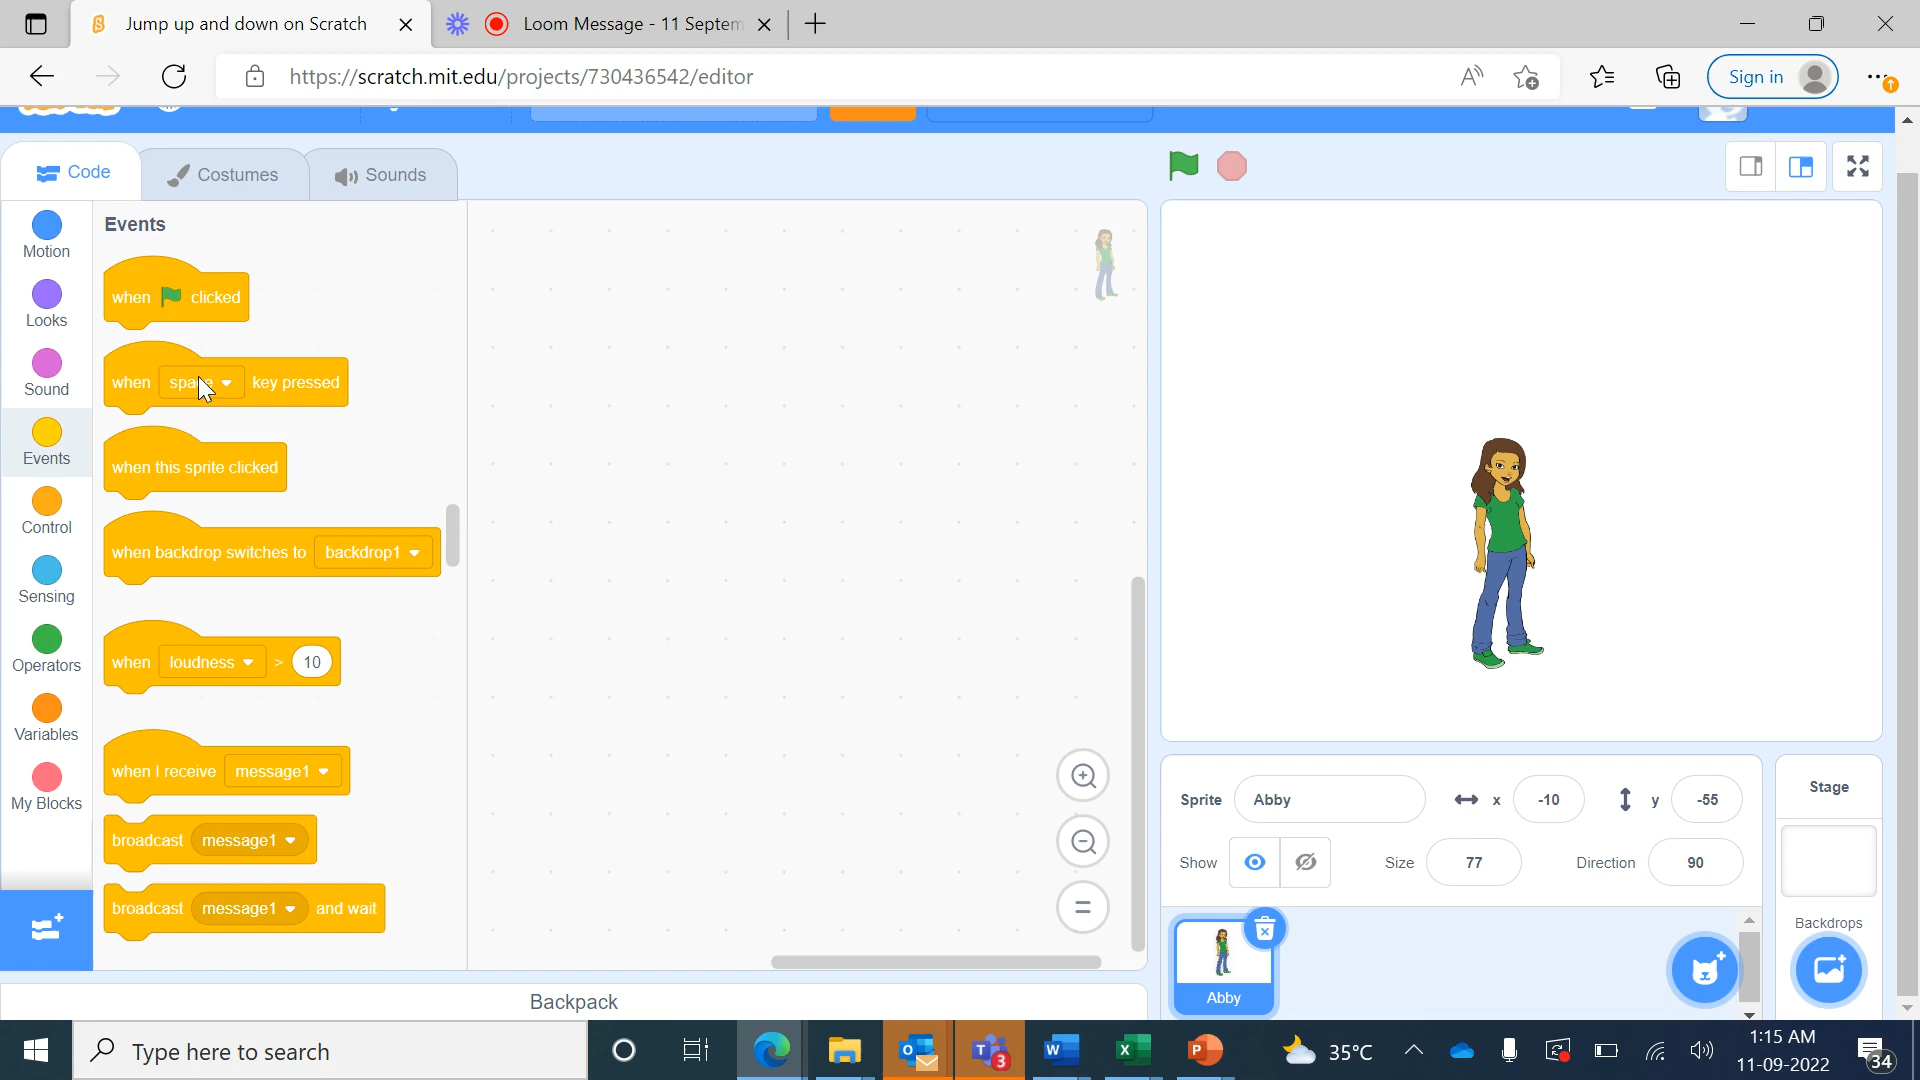 Jump up and down on Scratch
Loom Message - 11 Septem
https://scratch.mit.edu/projects/730436542/editor
Sign in
Code
Costumes
Sounds
Motion
Looks
Sound
Events
Control
Sensing
Operators
Variables
My Blocks
Events
when clicked
when space key pressed
when this sprite clicked
when backdrop switches to backdrop1
when loudness > 10
when I receive message1
broadcast message1
broadcast message1 and wait
Backpack
Sprite Abby x -10 y -55
Show Size 77 Direction 90
Abby
Stage
Backdrops
Type here to search
3
35°C
1:15 AM
11-09-2022
34